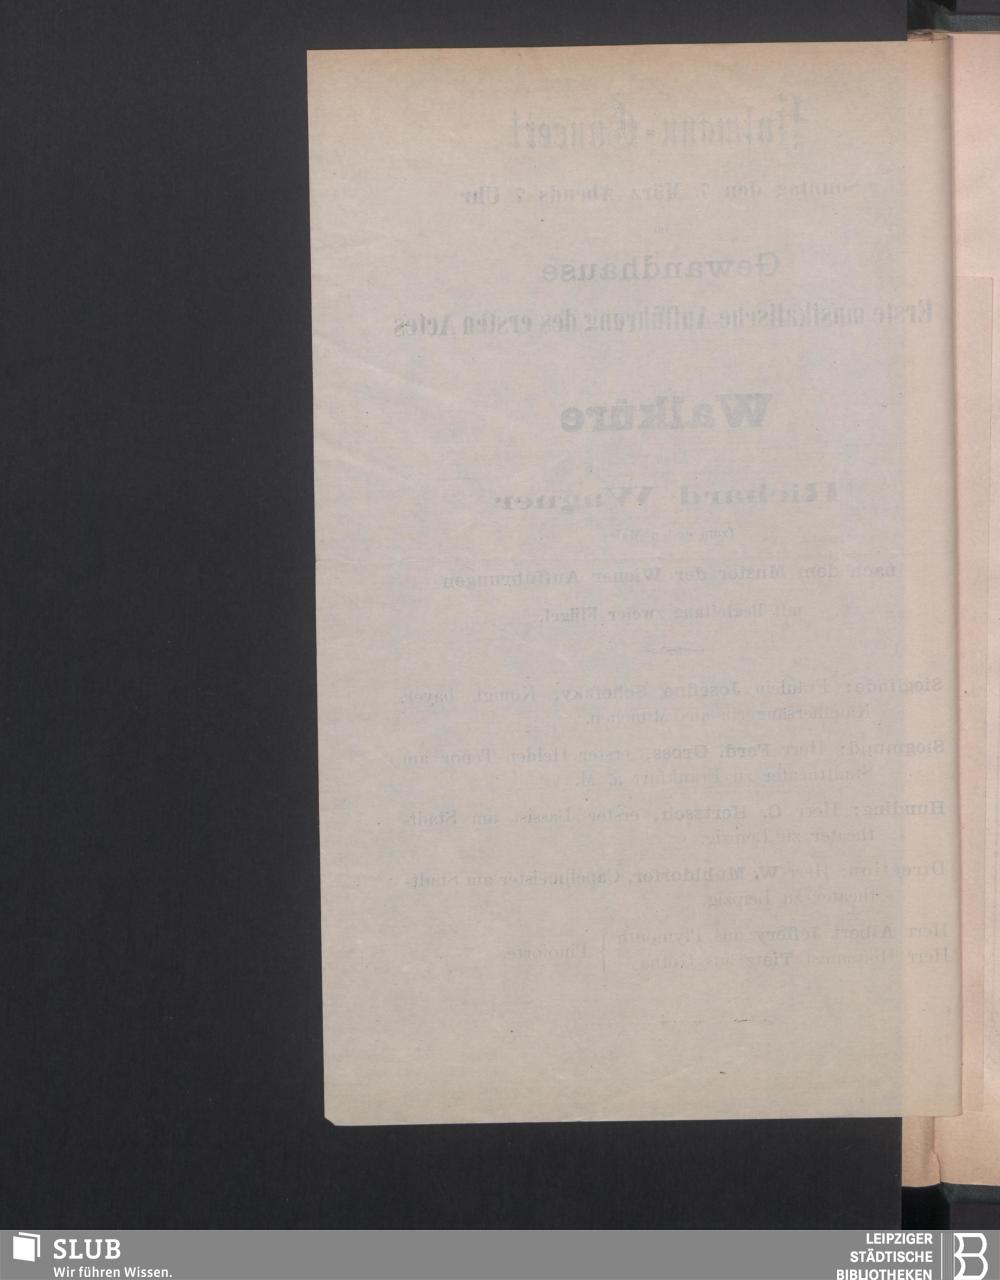 Concert
Sonntag den 7. März Abends 7 Uhr
im
Gewandhause
Erste musikalische Aufführung des ersten Actes
Walküre
Richard Wagner
nach dem Muster der Wiener Aufführungen
mit Begleitung zweier Flügel.
Sieglinde: Fräulein Josefine Schefsky, Königl. bayer.
Kammersängerin aus München.
Siegmund: Herr Ferd. Gross, erster Helden-Tenor am
Stadttheater zu Frankfurt a. M.
Hunding: Herr C. Hertzsch, erster Bassist am Stadt-
theater zu Leipzig.
Direction: Herr W. Mühldorfer, Capellmeister am Stadt-
theater zu Leipzig.
Herr Albert Jeffery aus Plymouth } Pianoforte.
Herr Hermann Tietz aus Gotha
SLUB
Wir führen Wissen.
LEIPZIGER
STÄDTISCHE
BIBLIOTHEKEN